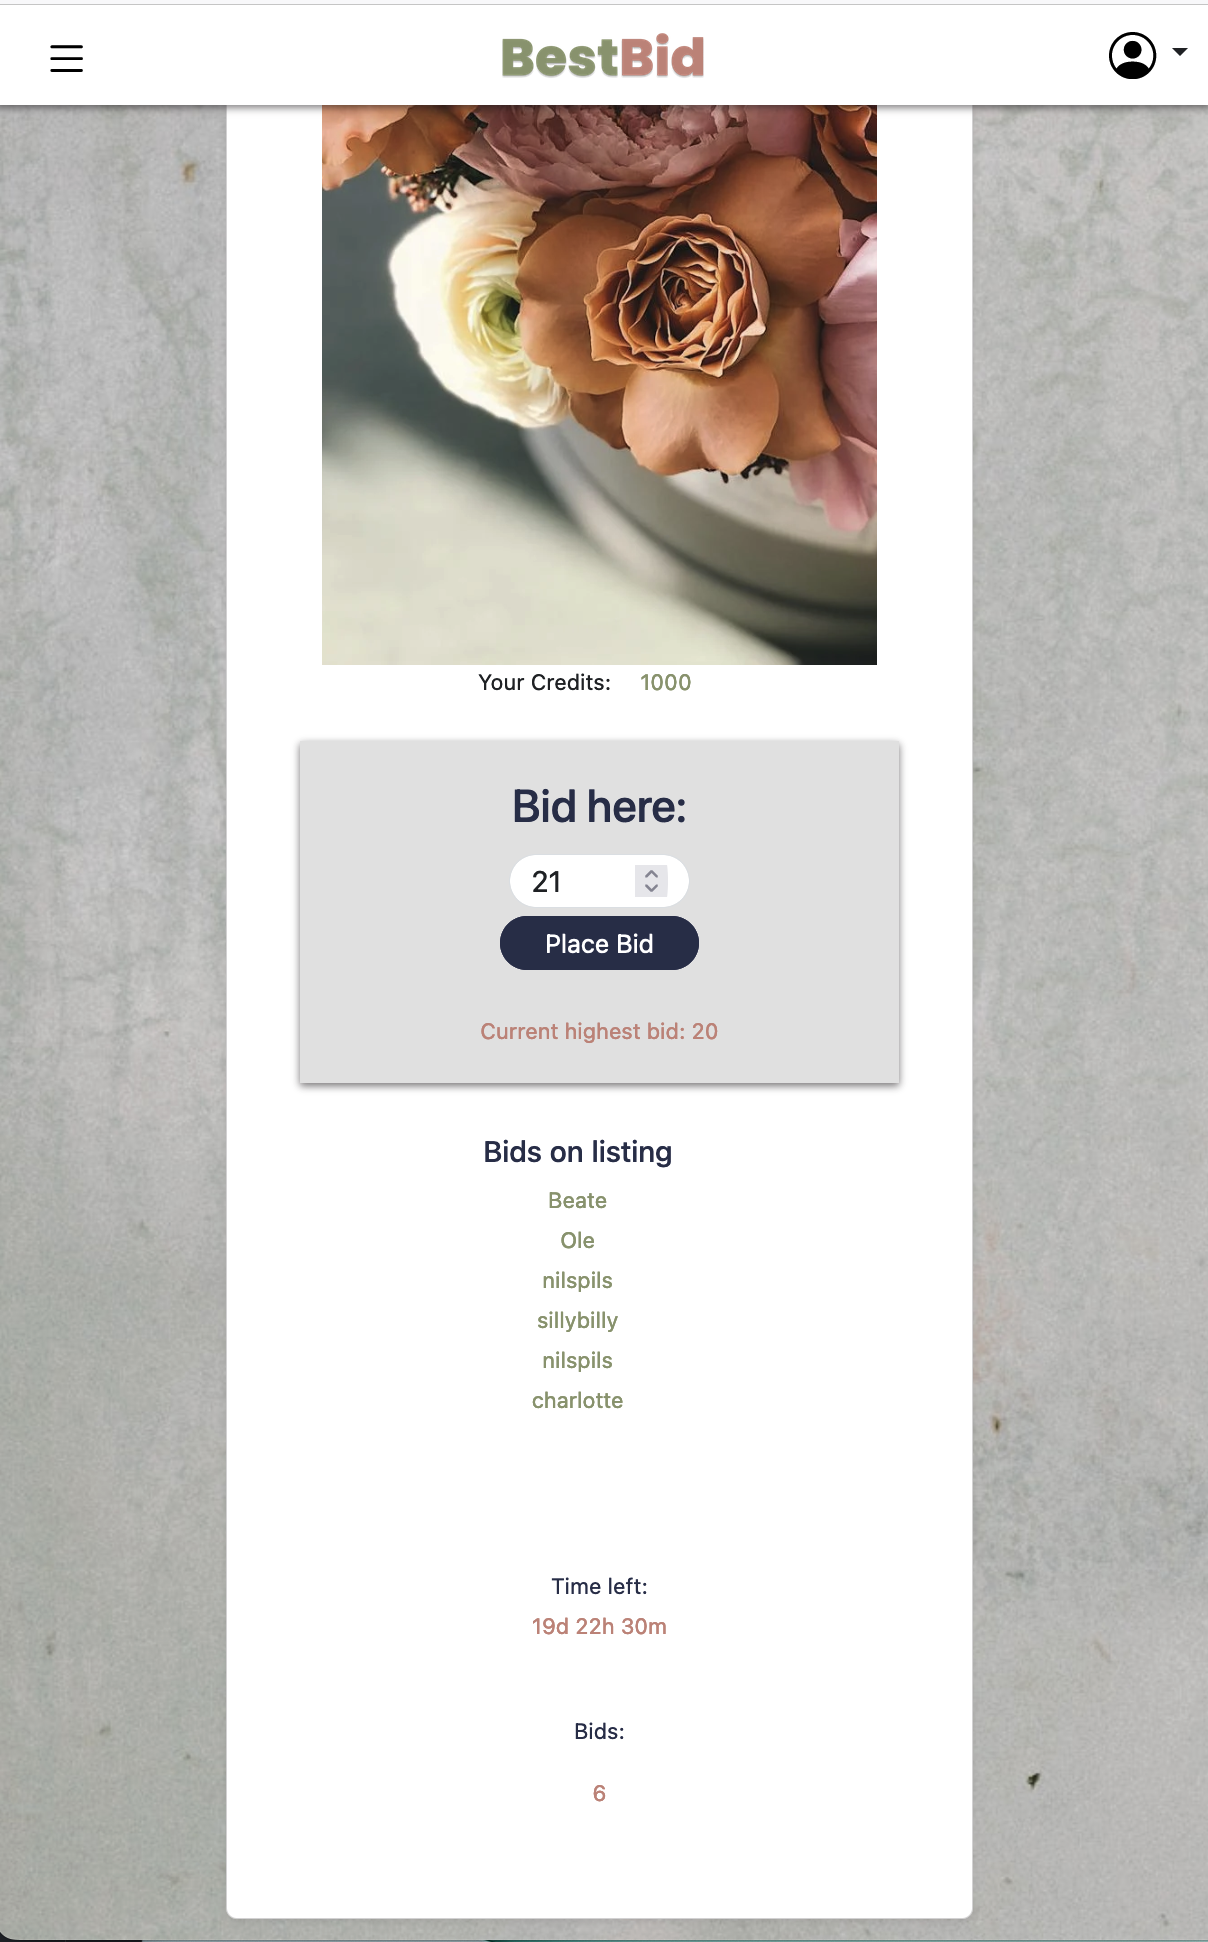 BestBid
Your Credits: 1000
Bid here:
21
Place Bid
Current highest bid: 20
Bids on listing
Beate
Ole
nilspils
sillybilly
nilspils
charlotte
Time left:
19d 22h 30m
Bids:
6